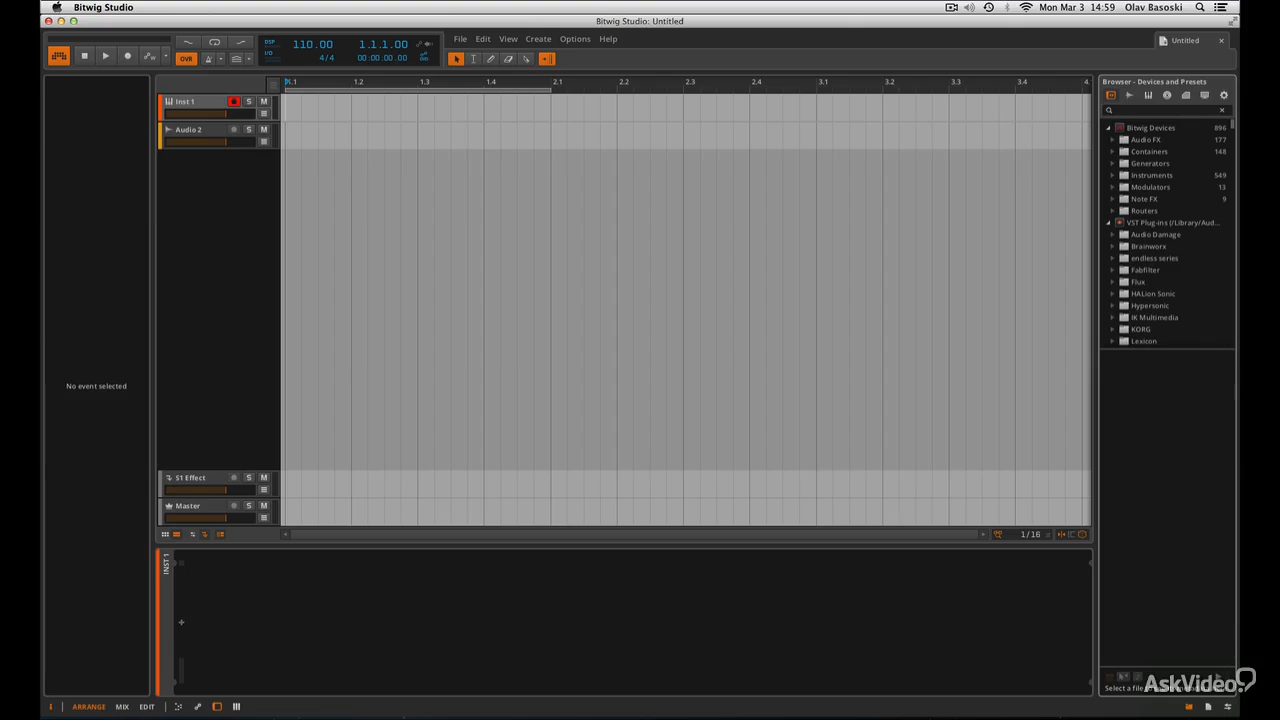 Bitwig Studio
Mon Mar 3 14:59 Olav Basoski
Bitwig Studio: Untitled
OVR
DSP
I/O
110.00
4/4
1.1.1.00
00:00:00.00
File Edit View Create Options Help
Untitled
1.2 1.3 1.4 2.1 2.2 2.3 2.4 3.1 3.2 3.3 3.4 4.
Inst 1 S M
Audio 2 S M
No event selected
S1 Effect S M
Master S M
1/16
INST 1
Browser - Devices and Presets
Bitwig Devices 896
Audio FX 177
Containers 148
Generators
Instruments 549
Modulators 13
Note FX 9
Routers
VST Plug-ins (/Library/Aud...
Audio Damage
Brainworx
endless series
Fabfilter
Flux
HALion Sonic
Hypersonic
IK Multimedia
KORG
Lexicon
Select a file
AskVideo
i ARRANGE MIX EDIT